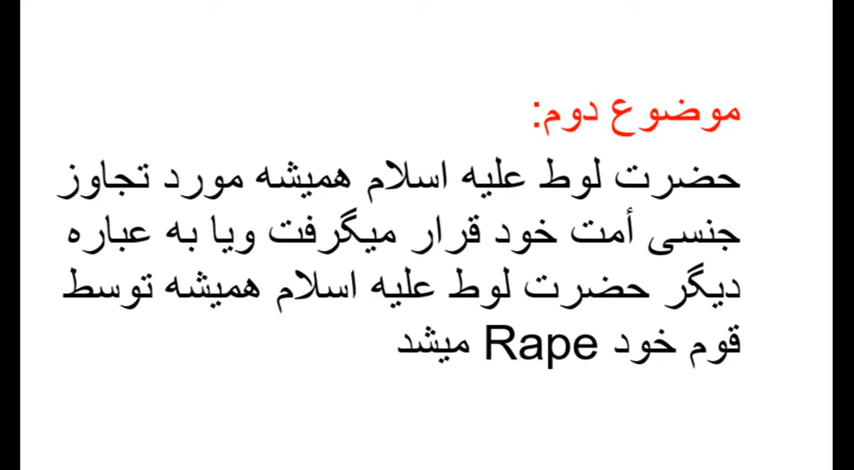 موضوع دوم:
حضرت لوط علیه اسلام همیشه مورد تجاوز
جنسی أمت خود قرار میگرفت ویا به عباره
دیگر حضرت لوط علیه اسلام همیشه توسط
قوم خود Rape میشد